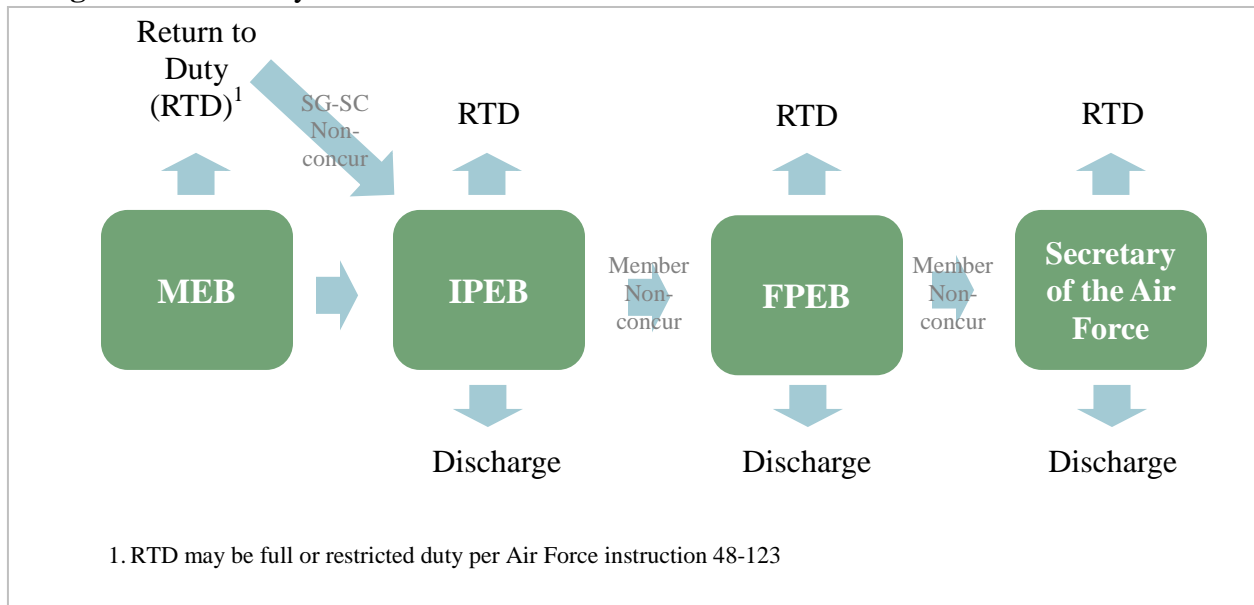 Return to
Duty
(RTD)1
SG-SC
Non-
concur
RTD
RTD
RTD
MEB
IPEB
Member
Non-
concur
FPEB
Member
Non-
concur
Secretary
of the Air
Force
Discharge
Discharge
Discharge
1. RTD may be full or restricted duty per Air Force instruction 48-123